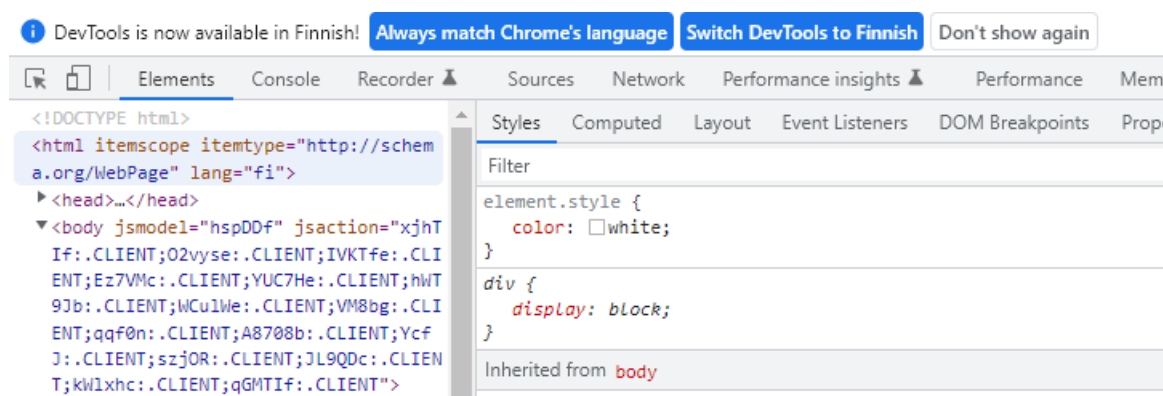 DevTools is now available in Finnish! Always match Chrome's language Switch DevTools to Finnish Don't show again
Elements Console Recorder Sources Network Performance insights Performance Mem
<!DOCTYPE html>
<html itemscope itemtype="http://schem
a.org/WebPage" lang="fi">
<head>…</head>
<body jsmodel="hspDDf" jsaction="xjhT
If:.CLIENT;O2vyse:.CLIENT;IVKTfe:.CLI
ENT;Ez7VMc:.CLIENT;YUC7He:.CLIENT;hWT
9Jb:.CLIENT;WCulWe:.CLIENT;VM8bg:.CLI
ENT;qqf0n:.CLIENT;A8708b:.CLIENT;Ycf
J:.CLIENT;szjOR:.CLIENT;JL9QDc:.CLIEN
T;kWlxhc:.CLIENT;qGMTIf:.CLIENT">
Styles Computed Layout Event Listeners DOM Breakpoints Prop
Filter
element.style {
color: white;
}
div {
display: block;
}
Inherited from body